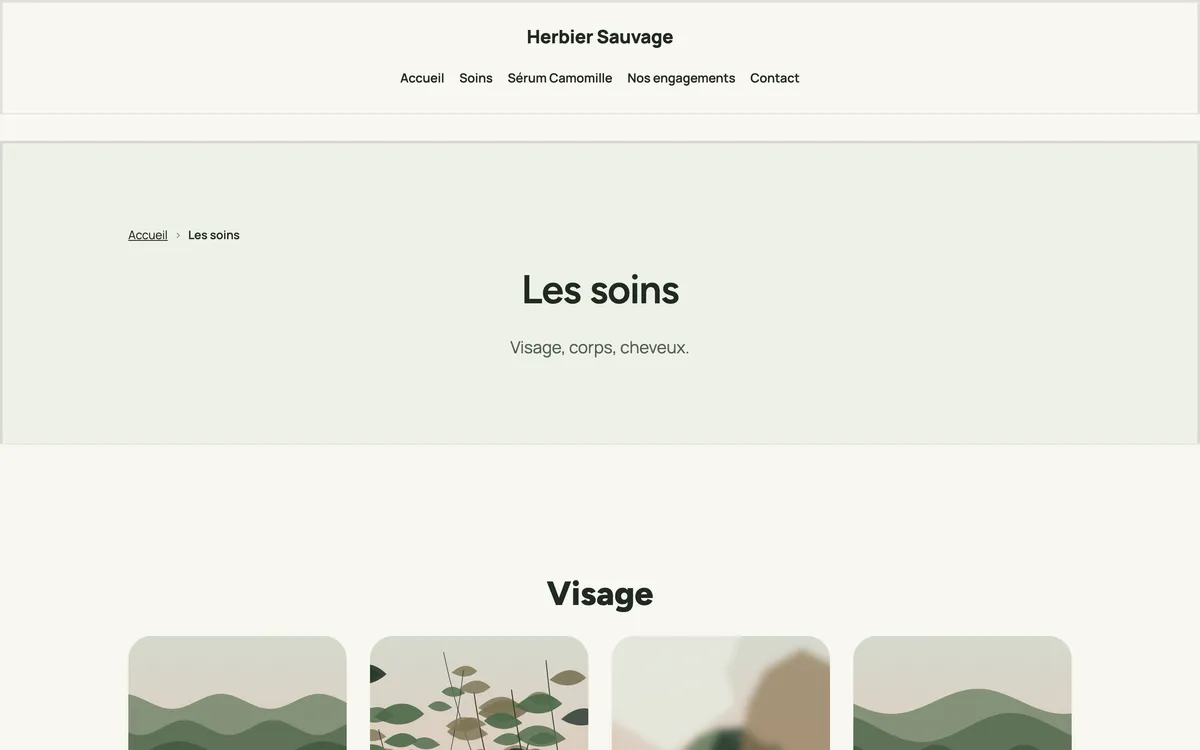 Herbier Sauvage
Accueil Soins Sérum Camomille Nos engagements Contact
Accueil › Les soins
Les soins
Visage, corps, cheveux.
Visage